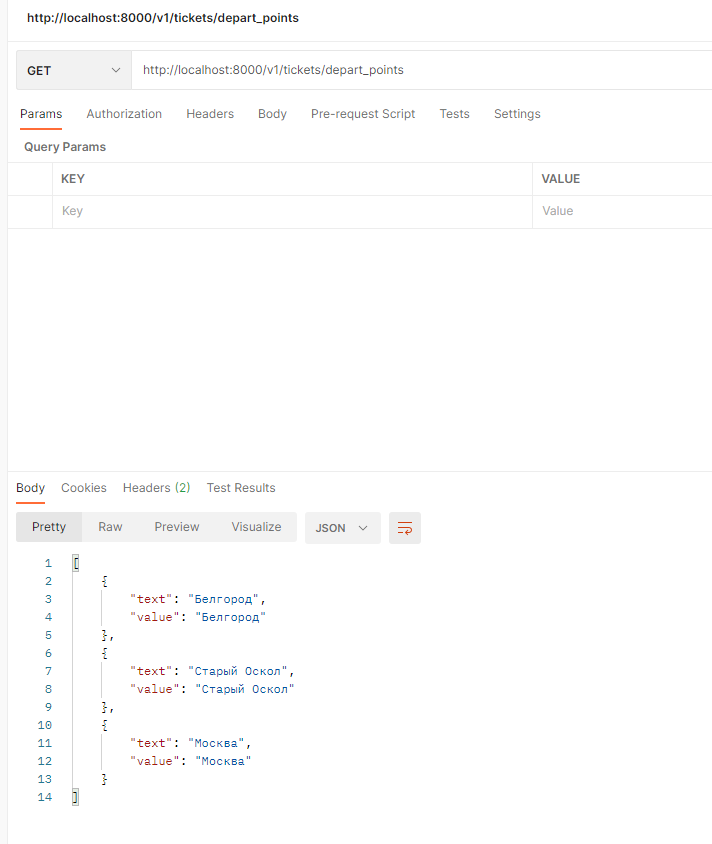 http://localhost:8000/v1/tickets/depart_points
GET http://localhost:8000/v1/tickets/depart_points
Params Authorization Headers Body Pre-request Script Tests Settings
Query Params
KEY VALUE
Key Value
Body Cookies Headers (2) Test Results
Pretty Raw Preview Visualize JSON
1 [
2 {
3 "text": "Белгород",
4 "value": "Белгород"
5 },
6 {
7 "text": "Старый Оскол",
8 "value": "Старый Оскол"
9 },
10 {
11 "text": "Москва",
12 "value": "Москва"
13 }
14 ]